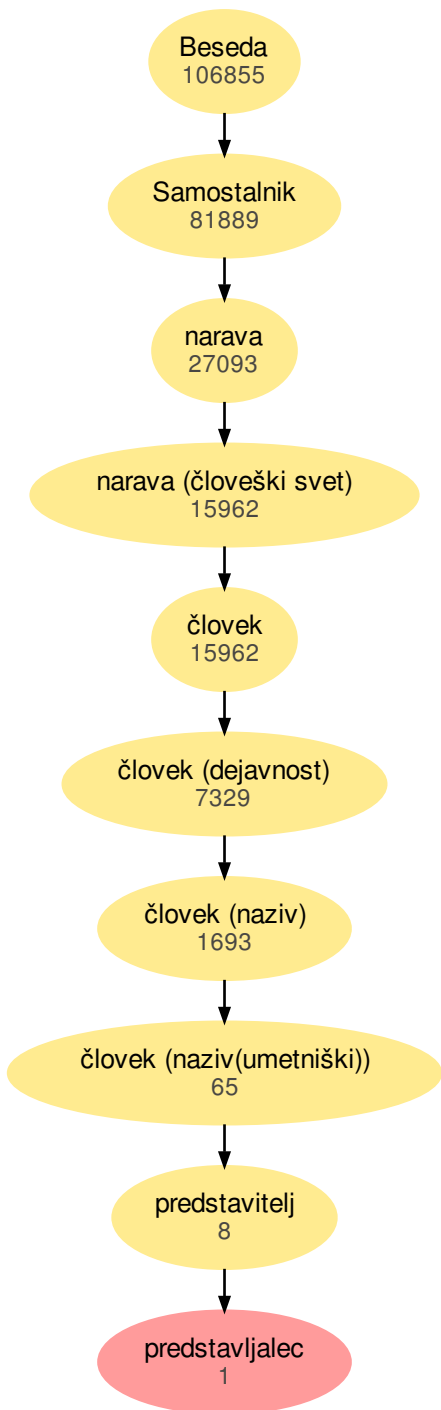 Beseda
106855
Samostalnik
81889
narava
27093
narava (človeški svet)
15962
človek
15962
človek (dejavnost)
7329
človek (naziv)
1693
človek (naziv(umetniški))
65
predstavitelj
8
predstavljalec
1